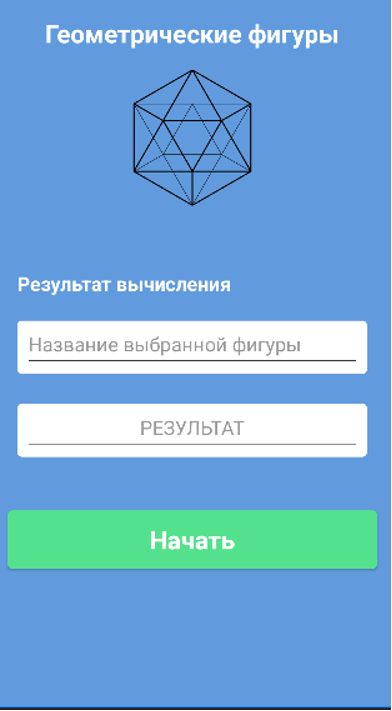 Геометрические фигуры
Результат вычисления
Название выбранной фигуры
РЕЗУЛЬТАТ
Начать